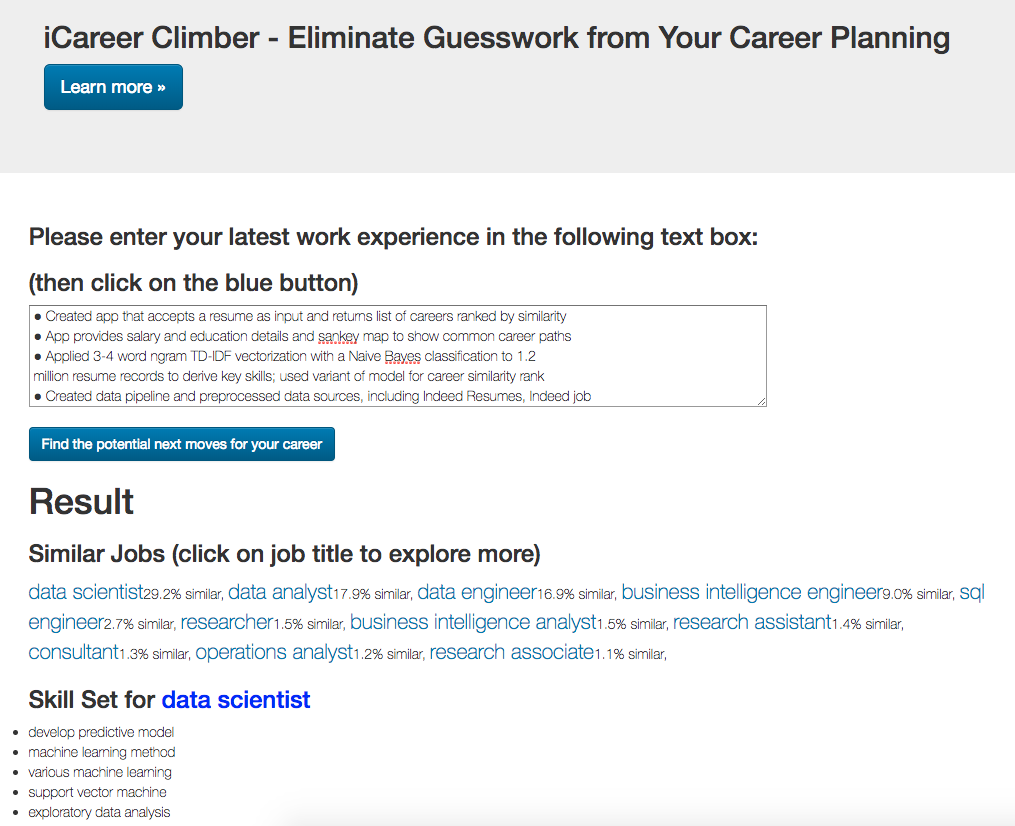 iCareer Climber - Eliminate Guesswork from Your Career Planning
Learn more »
Please enter your latest work experience in the following text box:
(then click on the blue button)
● Created app that accepts a resume as input and returns list of careers ranked by similarity
● App provides salary and education details and sankey map to show common career paths
● Applied 3-4 word ngram TD-IDF vectorization with a Naive Bayes classification to 1.2
million resume records to derive key skills; used variant of model for career similarity rank
● Created data pipeline and preprocessed data sources, including Indeed Resumes, Indeed job
Find the potential next moves for your career
Result
Similar Jobs (click on job title to explore more)
data scientist29.2% similar, data analyst17.9% similar, data engineer16.9% similar, business intelligence engineer9.0% similar, sql
engineer2.7% similar, researcher1.5% similar, business intelligence analyst1.5% similar, research assistant1.4% similar,
consultant1.3% similar, operations analyst1.2% similar, research associate1.1% similar,
Skill Set for data scientist
• develop predictive model
• machine learning method
• various machine learning
• support vector machine
• exploratory data analysis